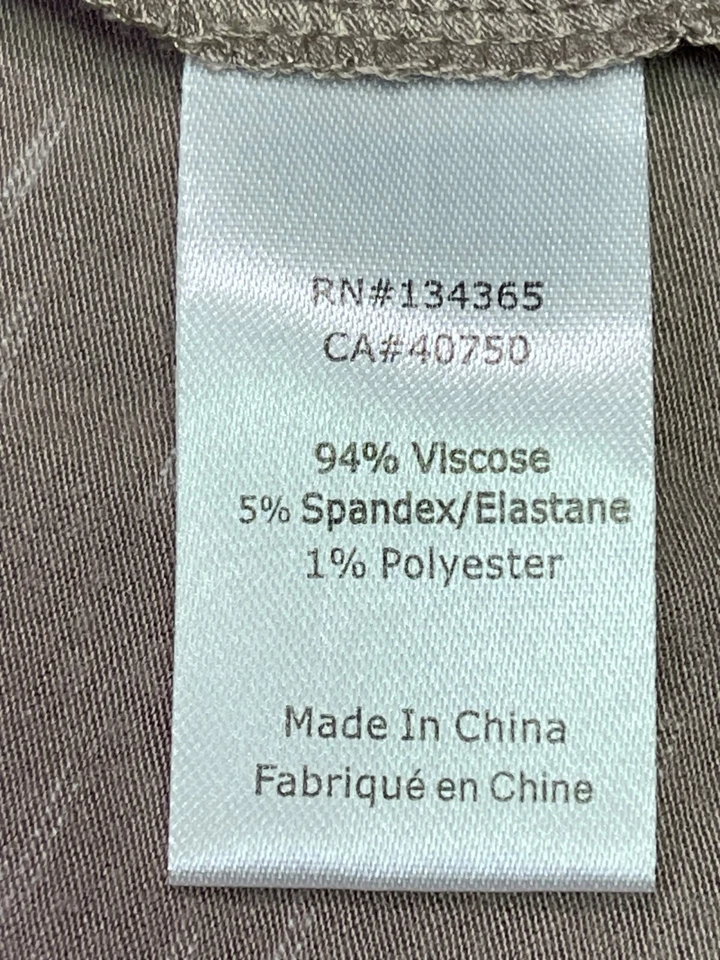 RN#134365
CA#40750
94% Viscose
5% Spandex/Elastane
1% Polyester
Made In China
Fabriqué en Chine